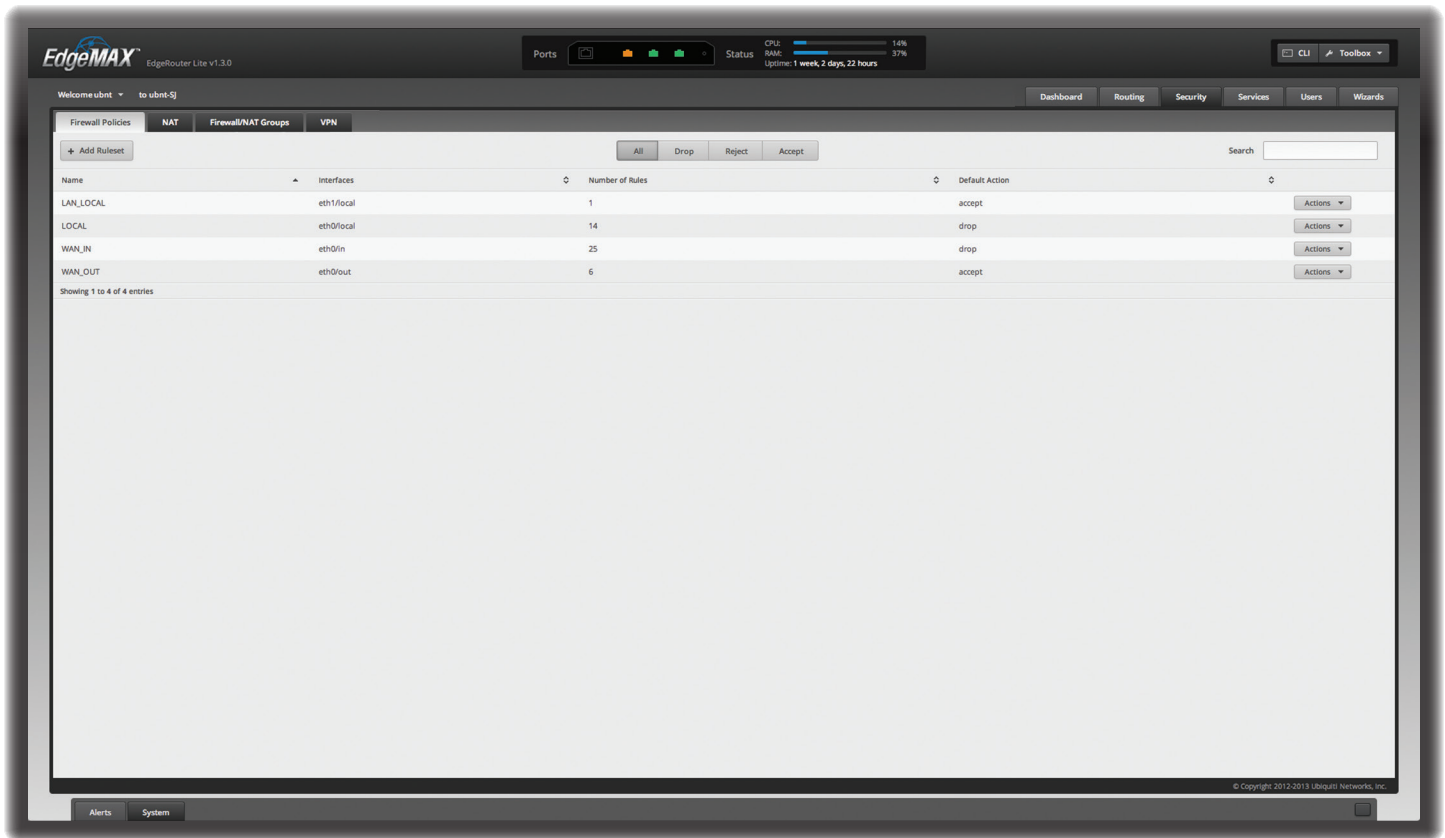 EdgeMAX™ EdgeRouter Lite v1.3.0
Ports Status
CPU: 14%
RAM: 37%
Uptime: 1 week, 2 days, 22 hours
CLI Toolbox
Welcome ubnt to ubnt-SJ
Dashboard Routing Security Services Users Wizards
Firewall Policies NAT Firewall/NAT Groups VPN
+ Add Ruleset All Drop Reject Accept Search
Name Interfaces Number of Rules Default Action
LAN_LOCAL eth1/local 1 accept Actions
LOCAL eth0/local 14 drop Actions
WAN_IN eth0/in 25 drop Actions
WAN_OUT eth0/out 6 accept Actions
Showing 1 to 4 of 4 entries
© Copyright 2012-2013 Ubiquiti Networks, Inc.
Alerts System